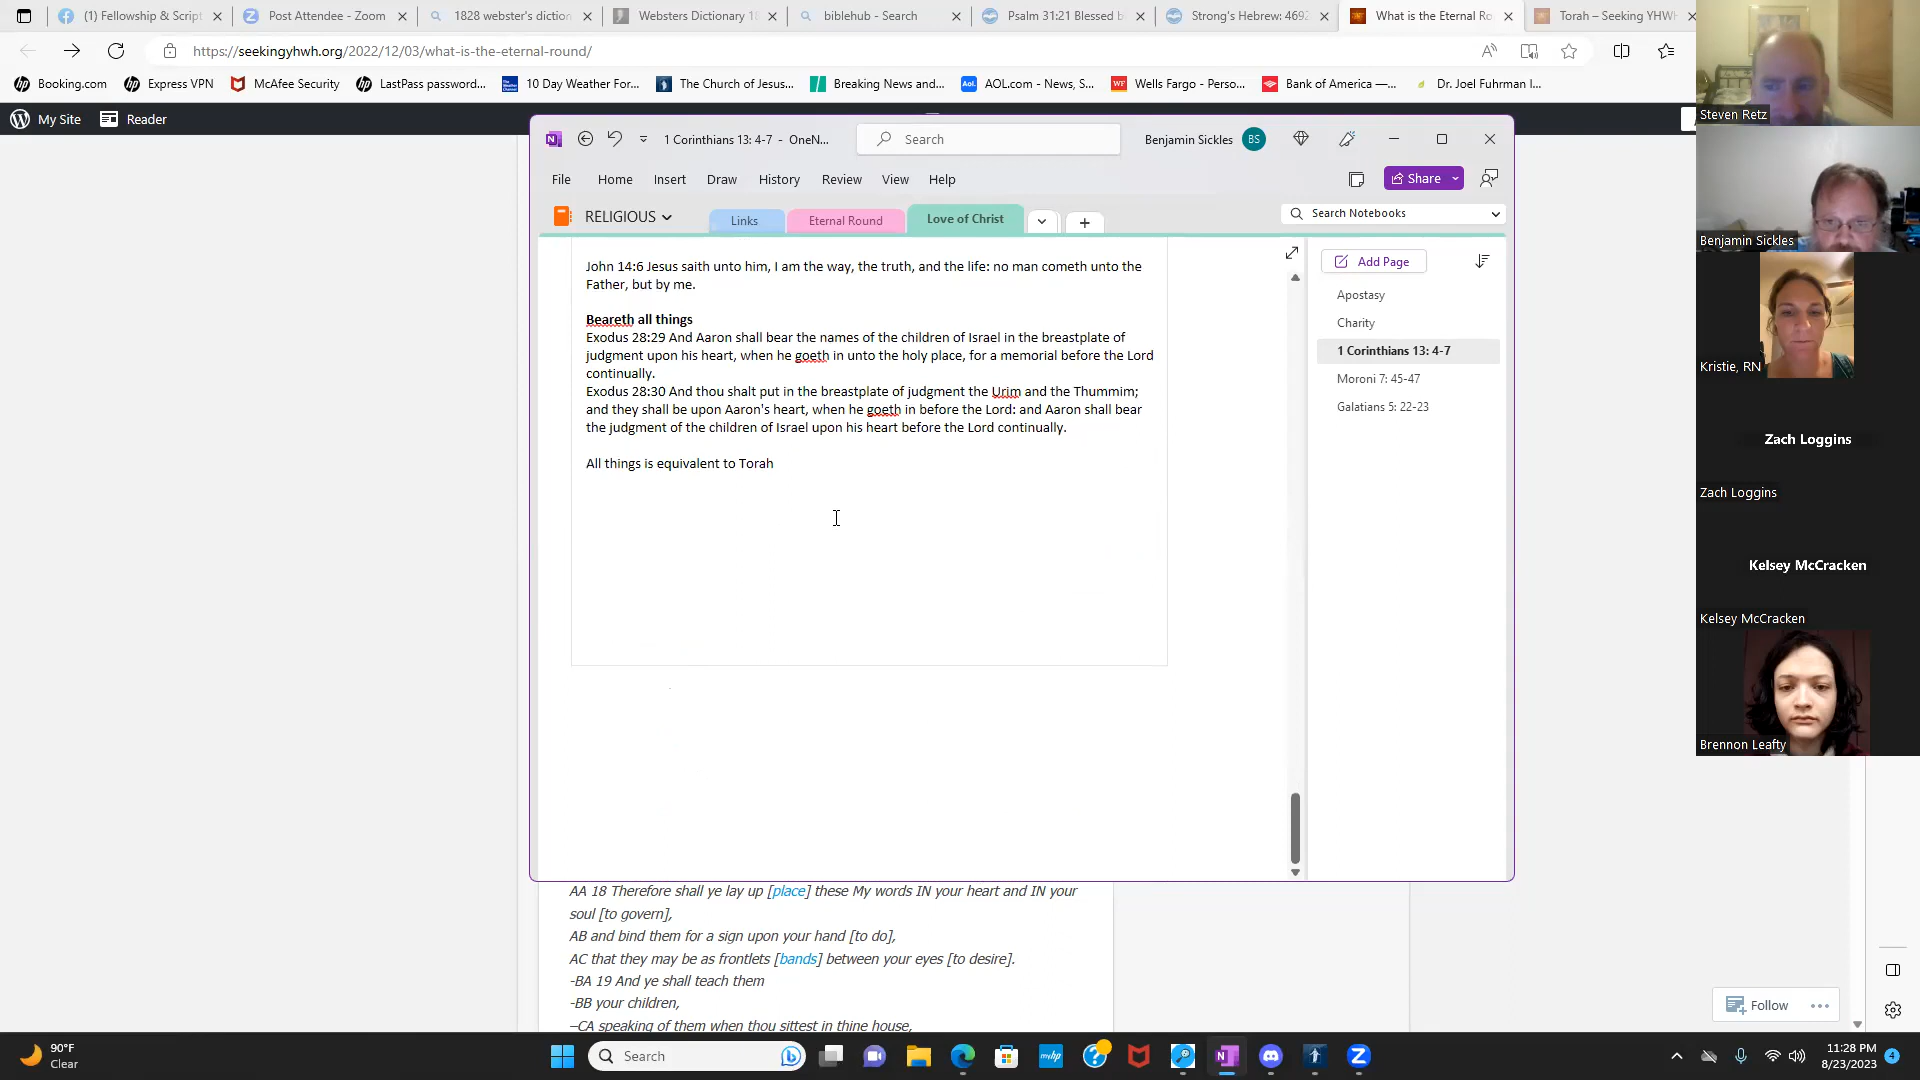 (1) Fellowship & Script
Post Attendee - Zoom
1828 webster's diction
Websters Dictionary 18
biblehub - Search
Psalm 31:21 Blessed b
Strong's Hebrew: 4692
What is the Eternal Ro
Torah – Seeking YHWH
https://seekingyhwh.org/2022/12/03/what-is-the-eternal-round/
Booking.com
Express VPN
McAfee Security
LastPass password...
10 Day Weather For...
The Church of Jesus...
Breaking News and...
AOL.com - News, S...
Wells Fargo - Perso...
Bank of America —...
Dr. Joel Fuhrman I...
My Site
Reader
1 Corinthians 13: 4-7 - OneN...
Search
Benjamin Sickles
BS
File
Home
Insert
Draw
History
Review
View
Help
Share
RELIGIOUS
Links
Eternal Round
Love of Christ
Search Notebooks
John 14:6 Jesus saith unto him, I am the way, the truth, and the life: no man cometh unto the
Father, but by me.
Beareth all things
Exodus 28:29 And Aaron shall bear the names of the children of Israel in the breastplate of
judgment upon his heart, when he goeth in unto the holy place, for a memorial before the Lord
continually.
Exodus 28:30 And thou shalt put in the breastplate of judgment the Urim and the Thummim;
and they shall be upon Aaron's heart, when he goeth in before the Lord: and Aaron shall bear
the judgment of the children of Israel upon his heart before the Lord continually.
All things is equivalent to Torah
Add Page
Apostasy
Charity
1 Corinthians 13: 4-7
Moroni 7: 45-47
Galatians 5: 22-23
AA 18 Therefore shall ye lay up [place] these My words IN your heart and IN your
soul [to govern],
AB and bind them for a sign upon your hand [to do],
AC that they may be as frontlets [bands] between your eyes [to desire].
-BA 19 And ye shall teach them
-BB your children,
–CA speaking of them when thou sittest in thine house,
Follow
Steven Retz
Benjamin Sickles
Kristie, RN
Zach Loggins
Zach Loggins
Kelsey McCracken
Kelsey McCracken
Brennon Leafty
90°F
Clear
Search
11:28 PM
8/23/2023
4